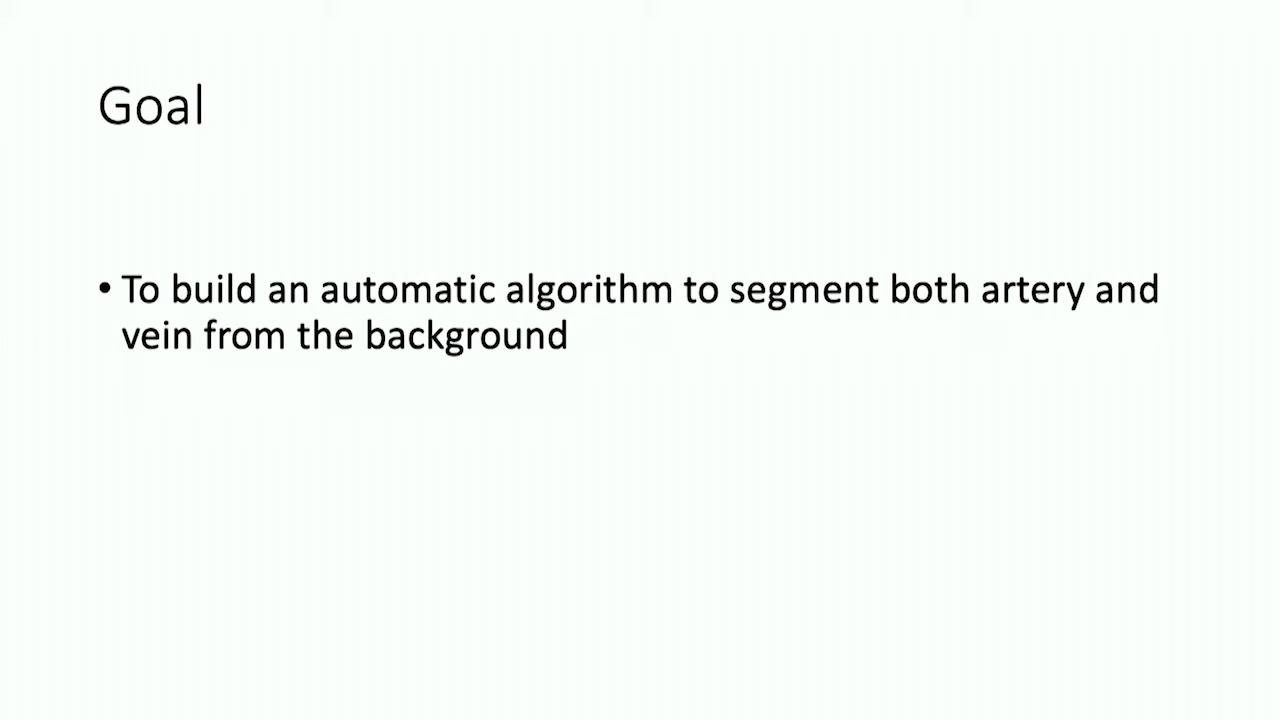 Goal
• To build an automatic algorithm to segment both artery and
vein from the background